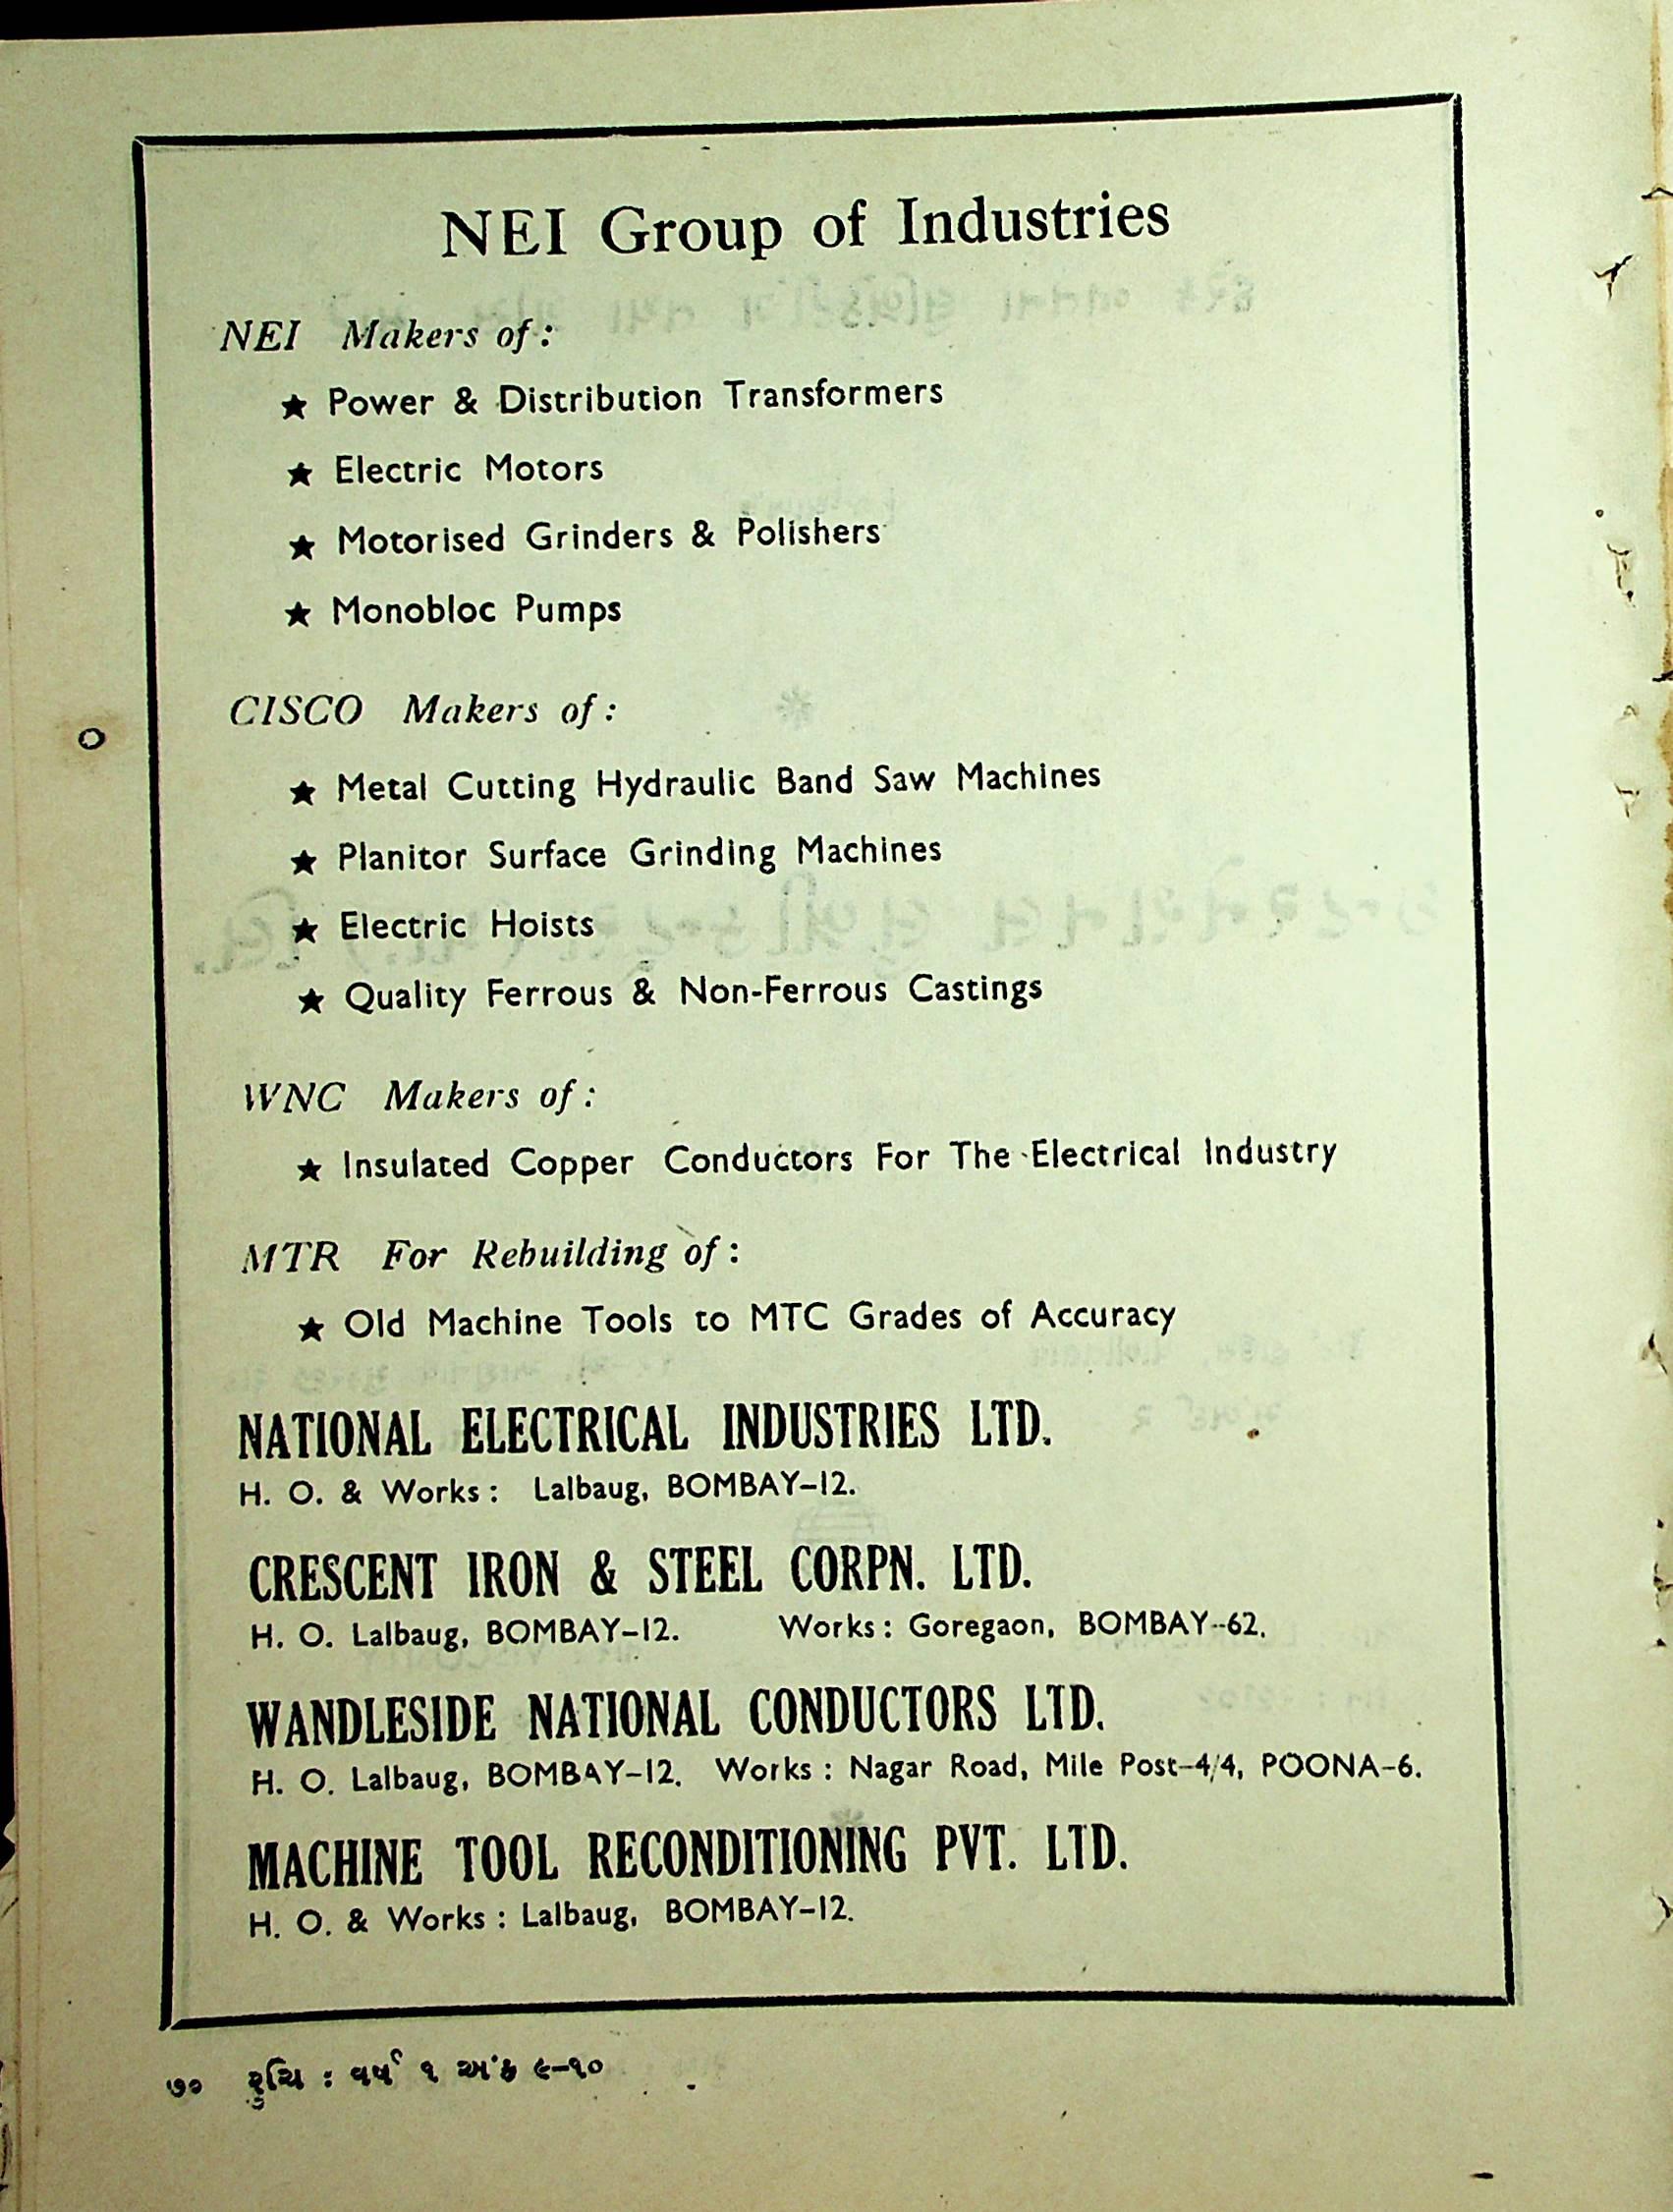 NEI Group of Industries
NEI Makers of :
★ Power & Distribution Transformers
★ Electric Motors
★ Motorised Grinders & Polishers
★ Monobloc Pumps
CISCO Makers of :
★ Metal Cutting Hydraulic Band Saw Machines
★ Planitor Surface Grinding Machines
★ Electric Hoists
★ Quality Ferrous & Non-Ferrous Castings
WNC Makers of :
★ Insulated Copper Conductors For The Electrical Industry
MTR For Rebuilding of :
★ Old Machine Tools to MTC Grades of Accuracy
NATIONAL ELECTRICAL INDUSTRIES LTD.
H. O. & Works : Lalbaug, BOMBAY-12.
CRESCENT IRON & STEEL CORPN. LTD.
H. O. Lalbaug, BOMBAY-12. Works : Goregaon, BOMBAY-62.
WANDLESIDE NATIONAL CONDUCTORS LTD.
H. O. Lalbaug, BOMBAY-12. Works : Nagar Road, Mile Post-4/4, POONA-6.
MACHINE TOOL RECONDITIONING PVT. LTD.
H. O. & Works : Lalbaug, BOMBAY-12.
૭૦ રુચિ : વર્ષ ૧ અંક ૯-૧૦